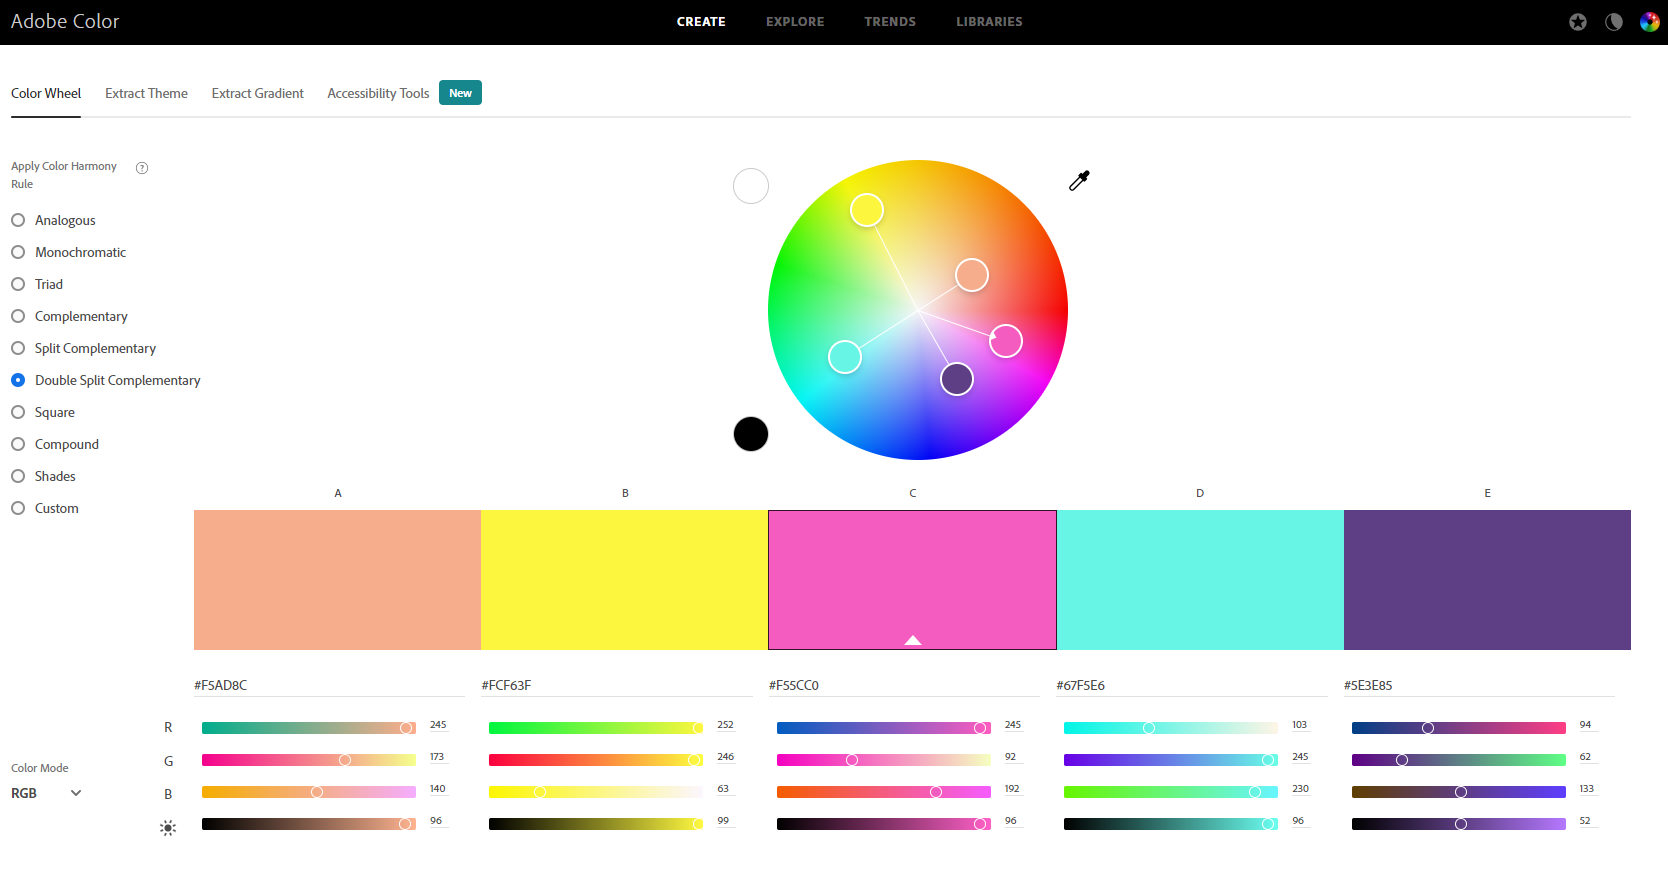 Adobe Color
CREATE EXPLORE TRENDS LIBRARIES
Color Wheel Extract Theme Extract Gradient Accessibility Tools New
Apply Color Harmony
Rule
?
Analogous
Monochromatic
Triad
Complementary
Split Complementary
Double Split Complementary
Square
Compound
Shades
Custom
A B C D E
#F5AD8C #FCF63F #F55CC0 #67F5E6 #5E3E85
R 245 252 245 103 94
G 173 246 92 245 62
Color Mode
RGB
B 140 63 192 230 133
96 99 96 96 52